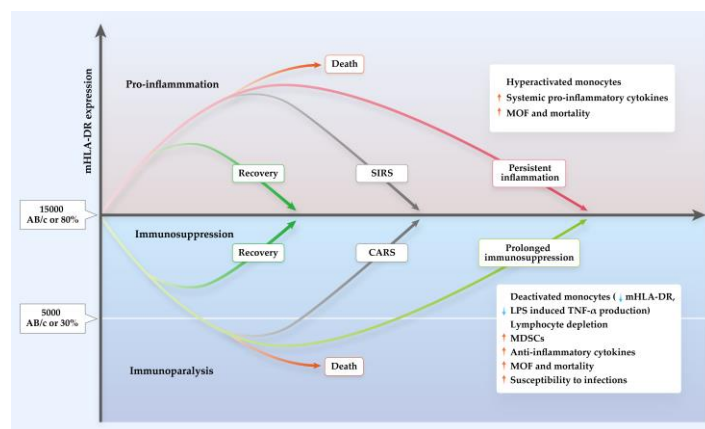 Death
Pro-inflammmation
Hyperactivated monocytes
↑ Systemic pro-inflammatory cytokines
↑ MOF and mortality
mHLA-DR expression
Recovery
SIRS
Persistent
inflammation
15000
AB/c or 80%
Immunosuppression
Recovery
CARS
Prolonged
immunosuppression
5000
AB/c or 30%
Deactivated monocytes (↓mHLA-DR,
↓ LPS induced TNF-α production)
Lymphocyte depletion
↑ MDSCs
↑ Anti-inflammatory cytokines
↑ MOF and mortality
↑ Susceptibility to infections
Immunoparalysis
Death